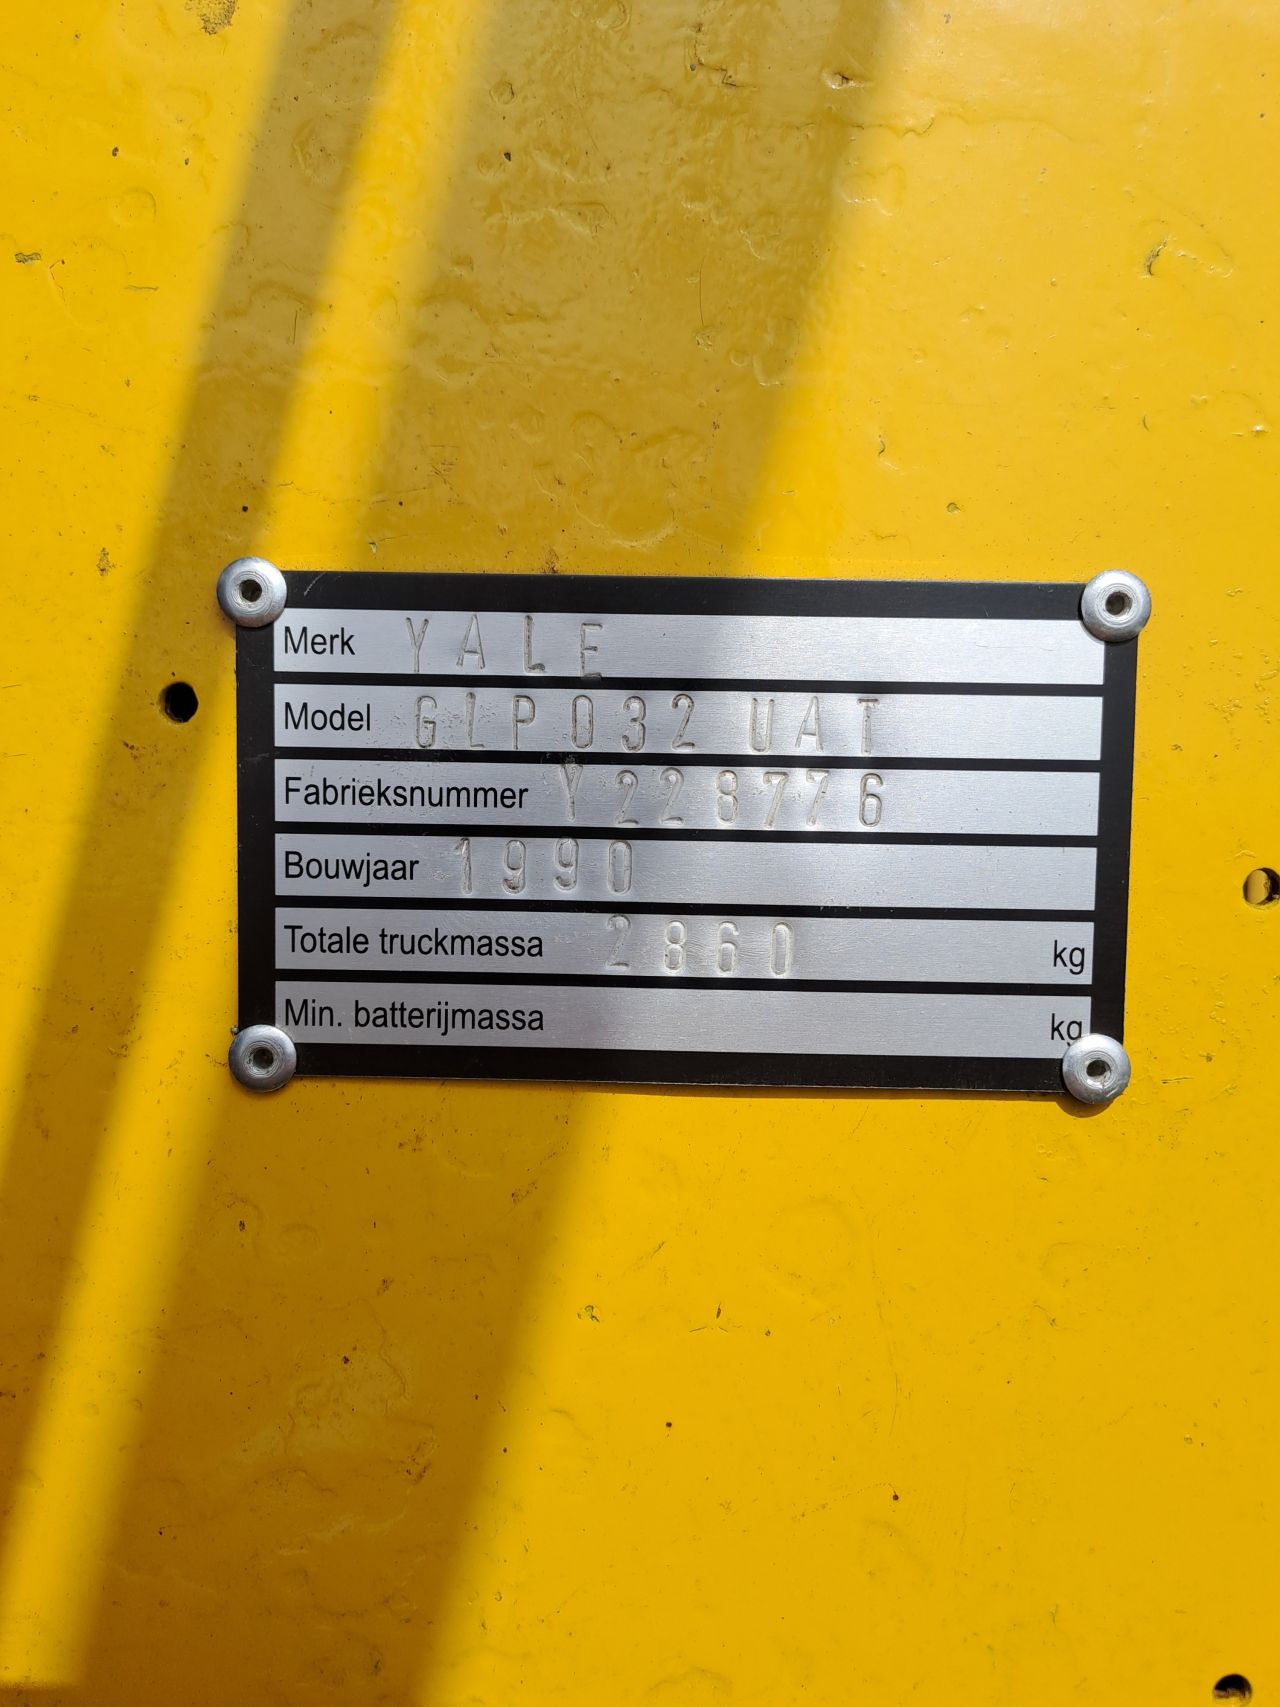 Merk YALE
Model GLP032 UAT
Fabrieksnummer Y228776
Bouwjaar 1990
Totale truckmassa 2860 kg
Min. batterijmassa kg